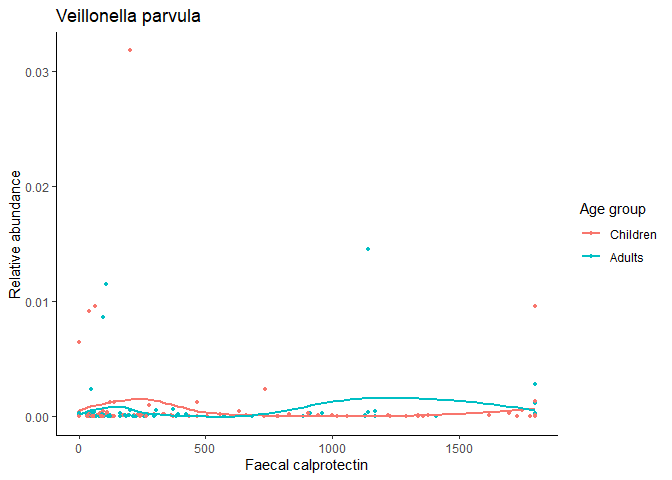 Veillonella parvula
Relative abundance
0.03
0.02
0.01
0.00
0
500
1000
1500
Faecal calprotectin
Age group
Children
Adults